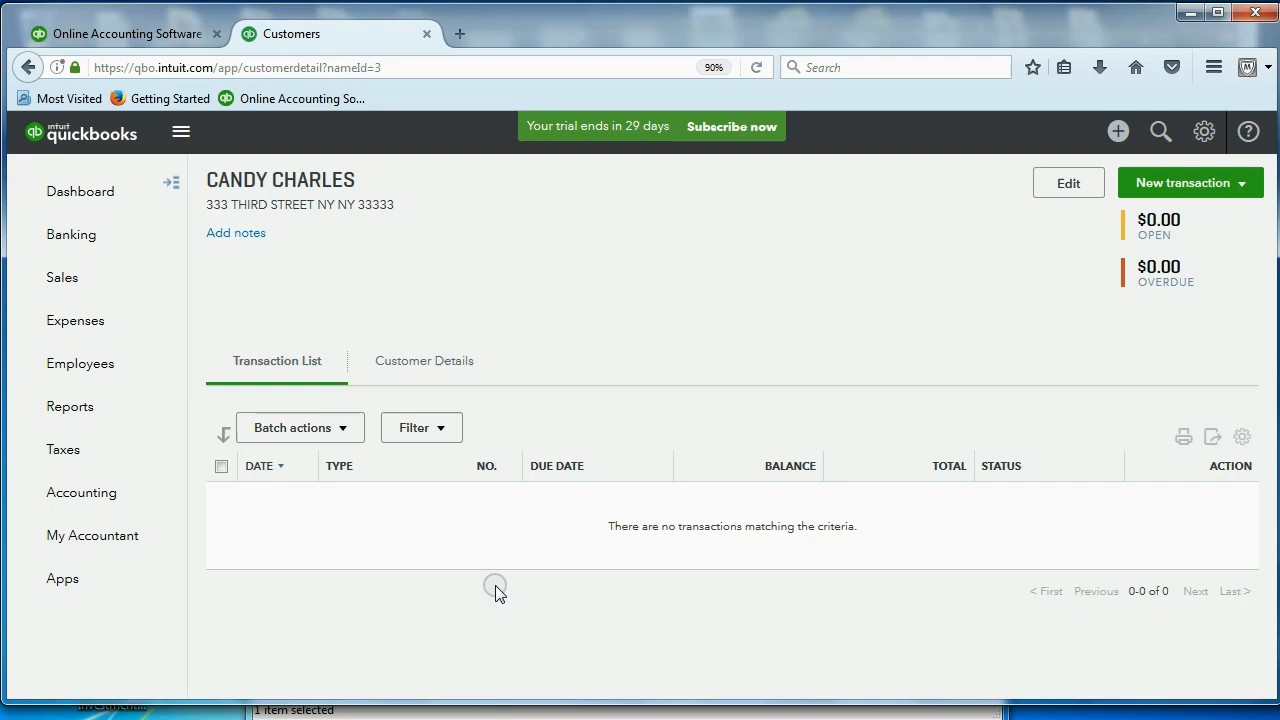 Online Accounting Software
Customers
https://qbo.intuit.com/app/customerdetail?nameId=3
90%
Search
Most Visited
Getting Started
Online Accounting So...
intuit
quickbooks
Your trial ends in 29 days Subscribe now
Dashboard
Banking
Sales
Expenses
Employees
Reports
Taxes
Accounting
My Accountant
Apps
CANDY CHARLES
333 THIRD STREET NY NY 33333
Add notes
Edit
New transaction
$0.00
OPEN
$0.00
OVERDUE
Transaction List
Customer Details
Batch actions
Filter
DATE TYPE NO. DUE DATE BALANCE TOTAL STATUS ACTION
There are no transactions matching the criteria.
< First Previous 0-0 of 0 Next Last >
Investment...
1 item selected